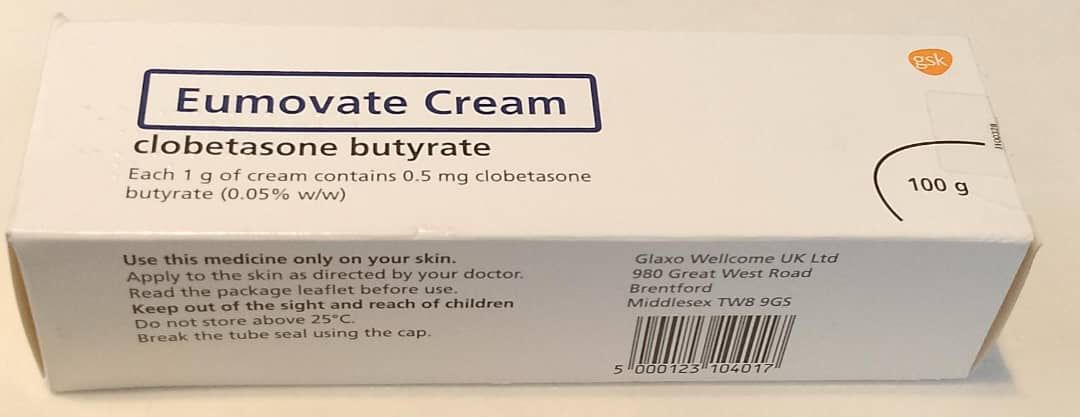 gsk
Eumovate Cream
clobetasone butyrate
Each 1 g of cream contains 0.5 mg clobetasone
butyrate (0.05% w/w)
100 g
Use this medicine only on your skin.
Apply to the skin as directed by your doctor.
Read the package leaflet before use.
Keep out of the sight and reach of children
Do not store above 25°C.
Break the tube seal using the cap.
Glaxo Wellcome UK Ltd
980 Great West Road
Brentford
Middlesex TW8 9GS
5 000123 104017